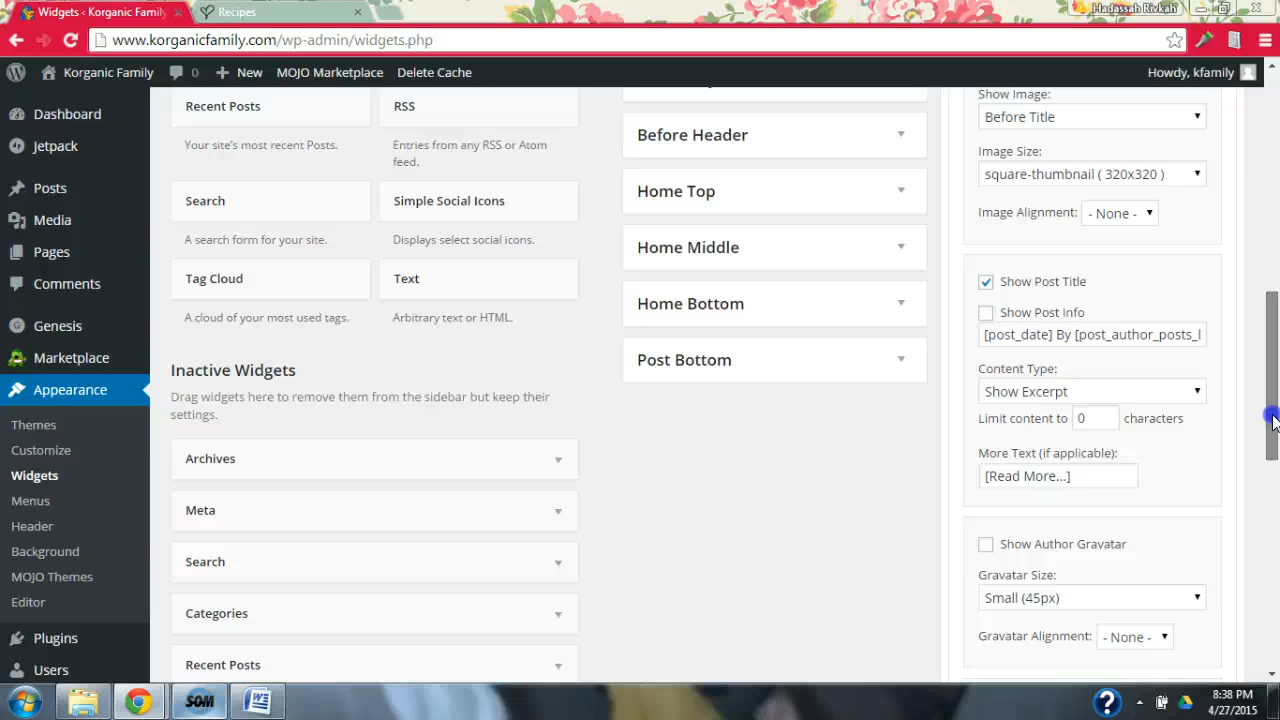 Widgets ‹ Korganic Family
Recipes
Hadassah Rivkah
www.korganicfamily.com/wp-admin/widgets.php
Korganic Family
0
New
MOJO Marketplace
Delete Cache
Howdy, kfamily
Dashboard
Jetpack
Posts
Media
Pages
Comments
Genesis
Marketplace
Appearance
Themes
Customize
Widgets
Menus
Header
Background
MOJO Themes
Editor
Plugins
Users
Recent Posts
Your site's most recent Posts.
RSS
Entries from any RSS or Atom
feed.
Search
A search form for your site.
Simple Social Icons
Displays select social icons.
Tag Cloud
A cloud of your most used tags.
Text
Arbitrary text or HTML.
Inactive Widgets
Drag widgets here to remove them from the sidebar but keep their
settings.
Archives
Meta
Search
Categories
Recent Posts
Before Header
Home Top
Home Middle
Home Bottom
Post Bottom
Show Image:
Before Title
Image Size:
square-thumbnail ( 320x320 )
Image Alignment: - None -
Show Post Title
Show Post Info
[post_date] By [post_author_posts_l
Content Type:
Show Excerpt
Limit content to 0 characters
More Text (if applicable):
[Read More...]
Show Author Gravatar
Gravatar Size:
Small (45px)
Gravatar Alignment: - None -
SOM
8:38 PM
4/27/2015